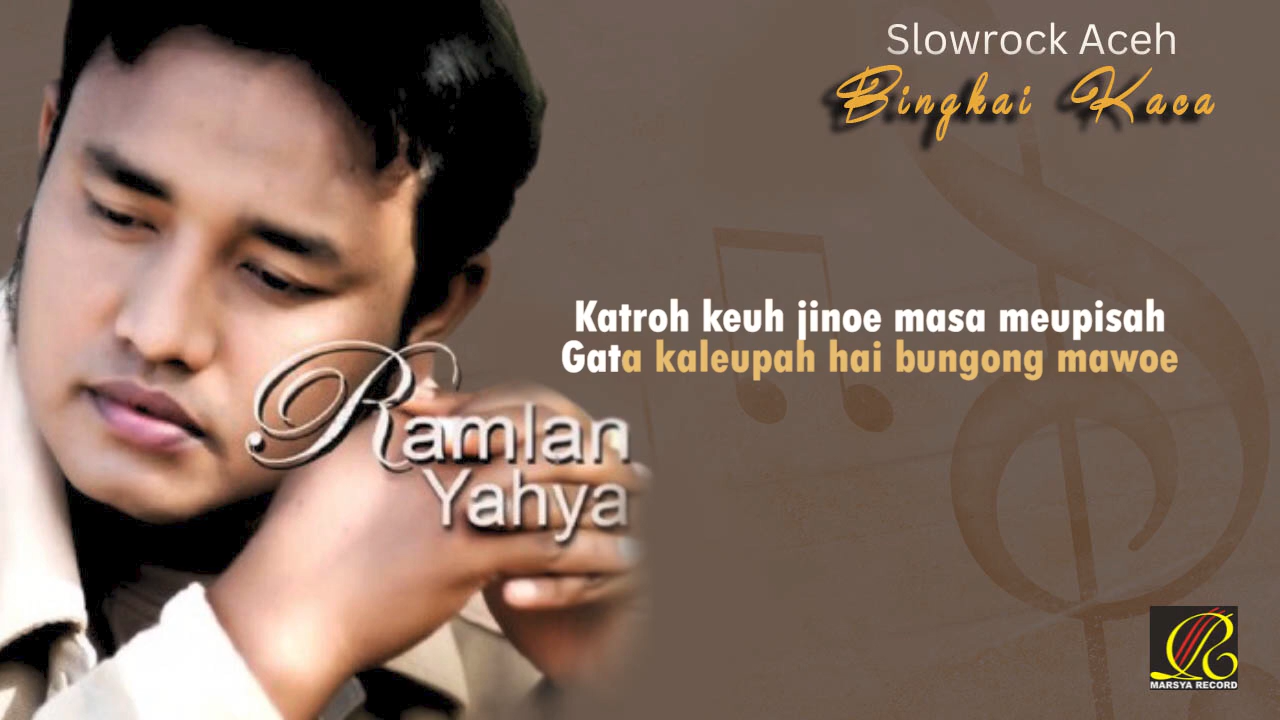 Slowrock Aceh
Bingkai Kaca
Katroh keuh jinoe masa meupisah
Gata kaleupah hai bungong mawoe
Ramlan
Yahya
MARSYA RECORD